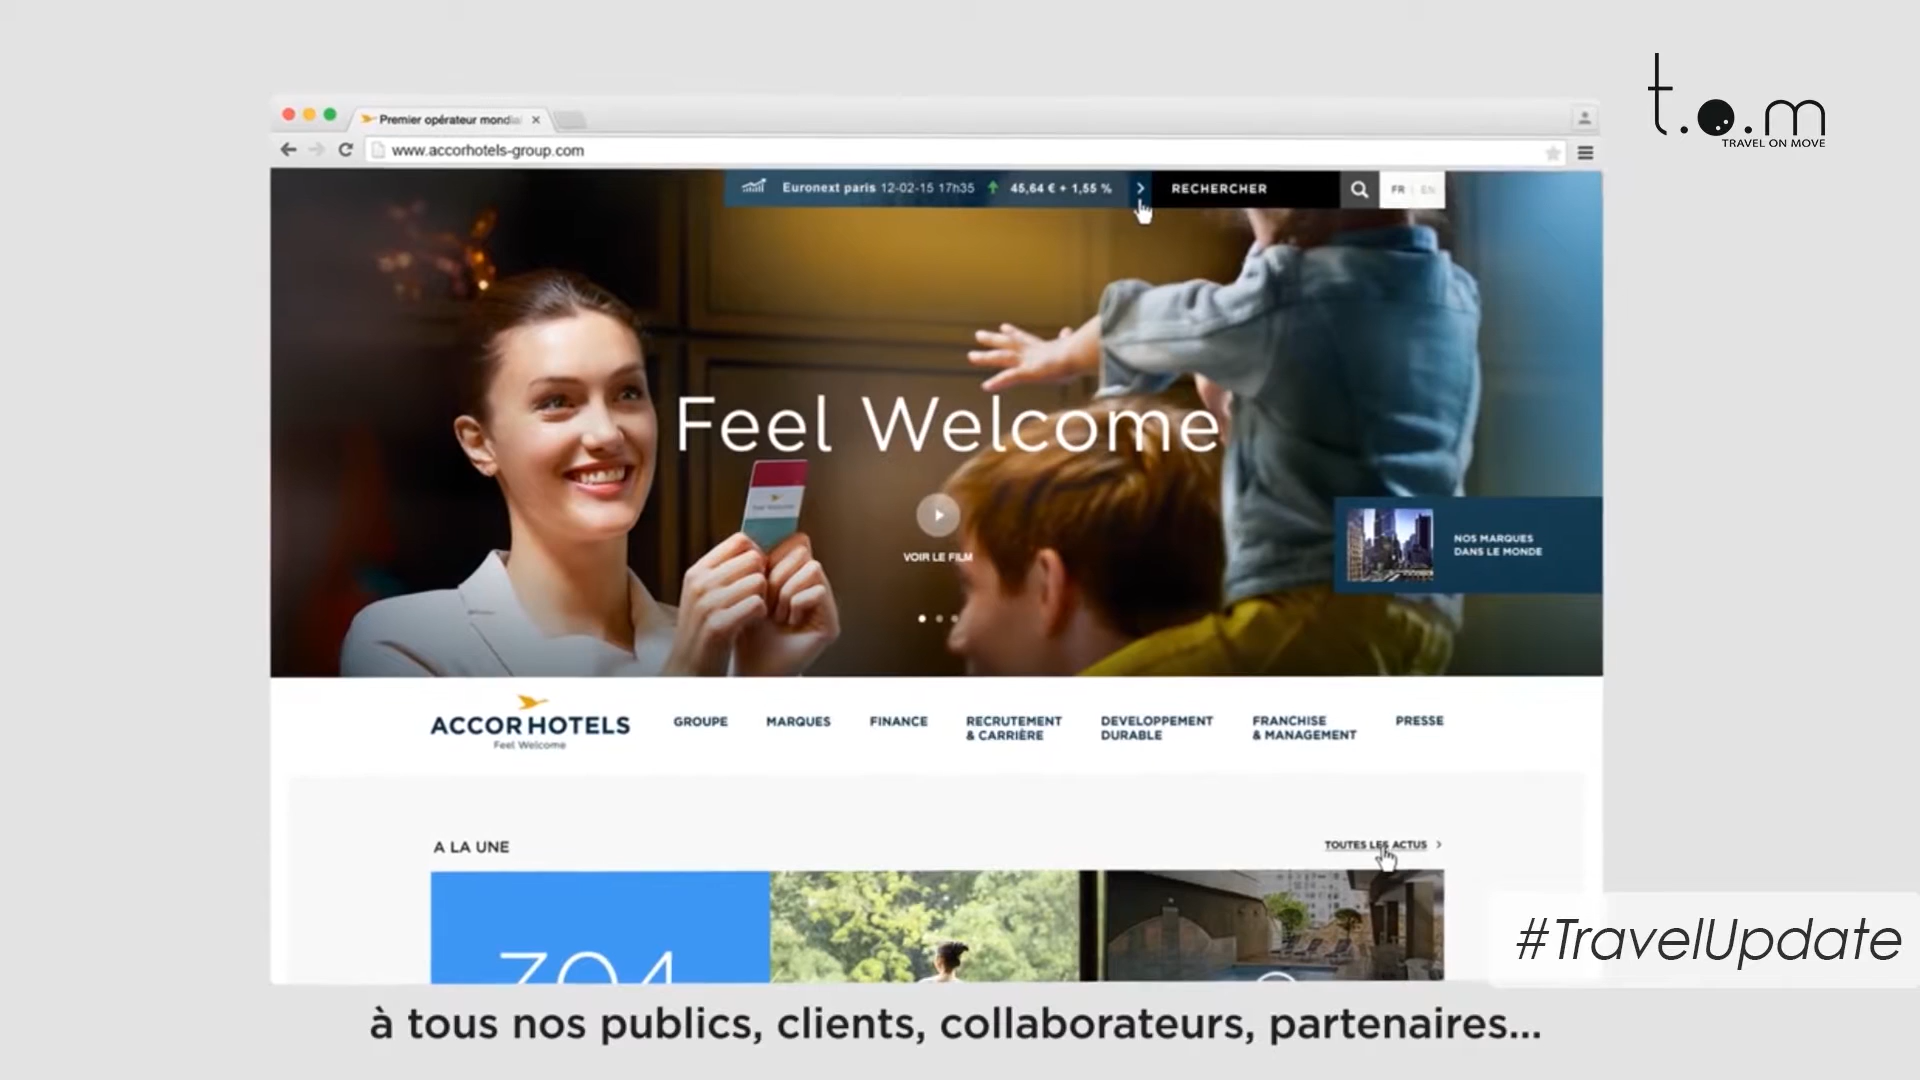 t.o.m
TRAVEL ON MOVE
Premier opérateur mondial
www.accorhotels-group.com
Euronext paris 12-02-15 17h35 45,64 € + 1,55 %
RECHERCHER
FR | EN
Feel Welcome
VOIR LE FILM
NOS MARQUES
DANS LE MONDE
ACCOR HOTELS
Feel Welcome
GROUPE
MARQUES
FINANCE
RECRUTEMENT
& CARRIÈRE
DEVELOPPEMENT
DURABLE
FRANCHISE
& MANAGEMENT
PRESSE
A LA UNE
TOUTES LES ACTUS
304
#TravelUpdate
à tous nos publics, clients, collaborateurs, partenaires...